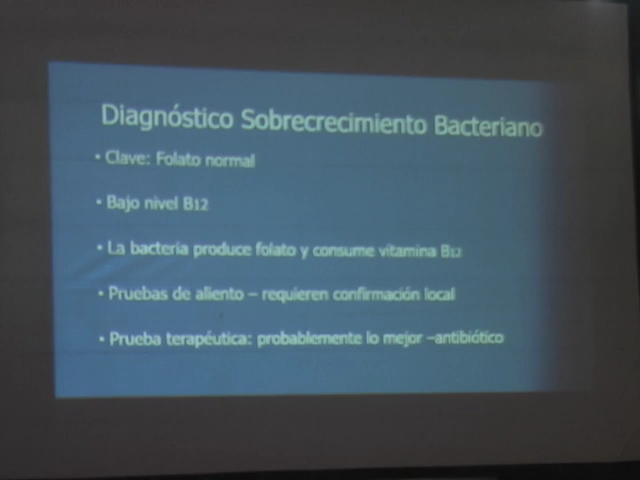 Diagnóstico Sobrecrecimiento Bacteriano
• Clave: Folato normal
• Bajo nivel B12
• La bacteria produce folato y consume vitamina B12
• Pruebas de aliento – requieren confirmación local
• Prueba terapéutica: probablemente lo mejor –antibiótico